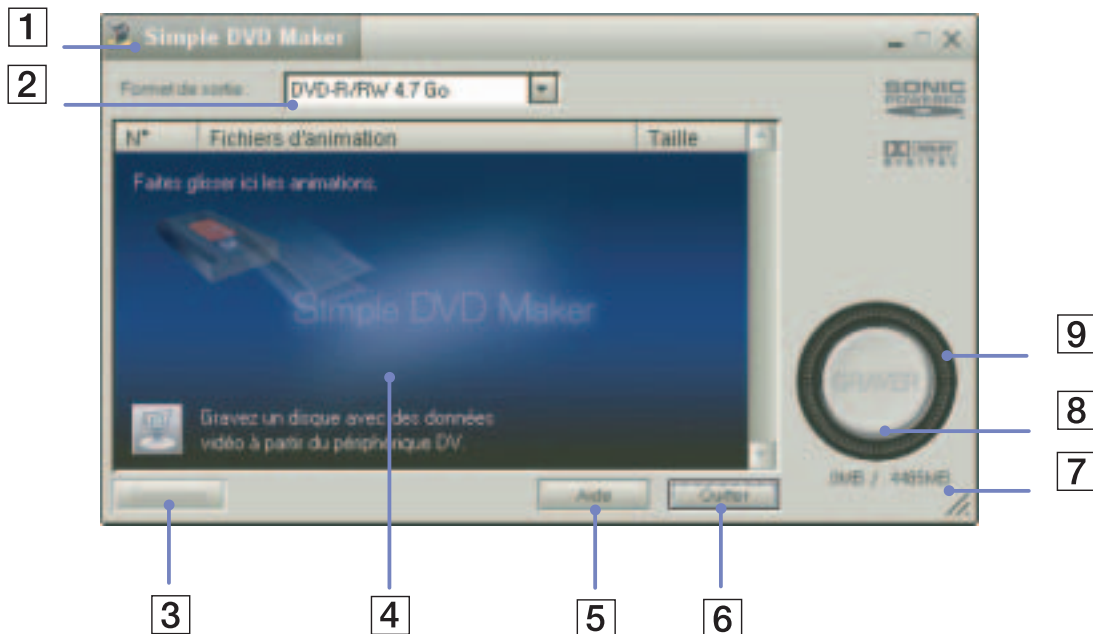 1
Simple DVD Maker
2
Format de sortie
DVD-R/RW 4.7 Go
SONIC
POWERED
N° Fichiers d'animation Taille
DIGITAL
Faites glisser ici les animations.
Simple DVD Maker
9
GRAVER
8
Gravez un disque avec des données
vidéo à partir du périphérique DV.
0MB / 4485MB
7
Aide
Quitter
3
4
5
6